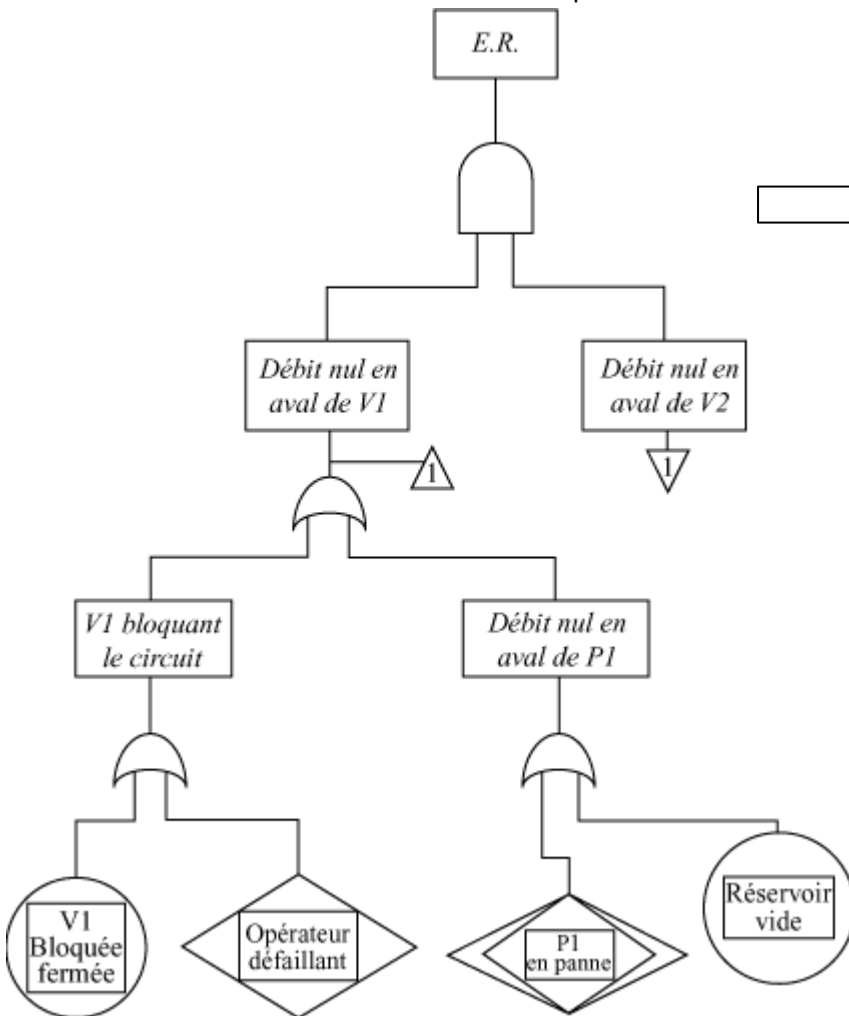 E.R.
Débit nul en
aval de V1
Débit nul en
aval de V2
1
1
V1 bloquant
le circuit
Débit nul en
aval de P1
V1
Bloquée
fermée
Opérateur
défaillant
P1
en panne
Réservoir
vide